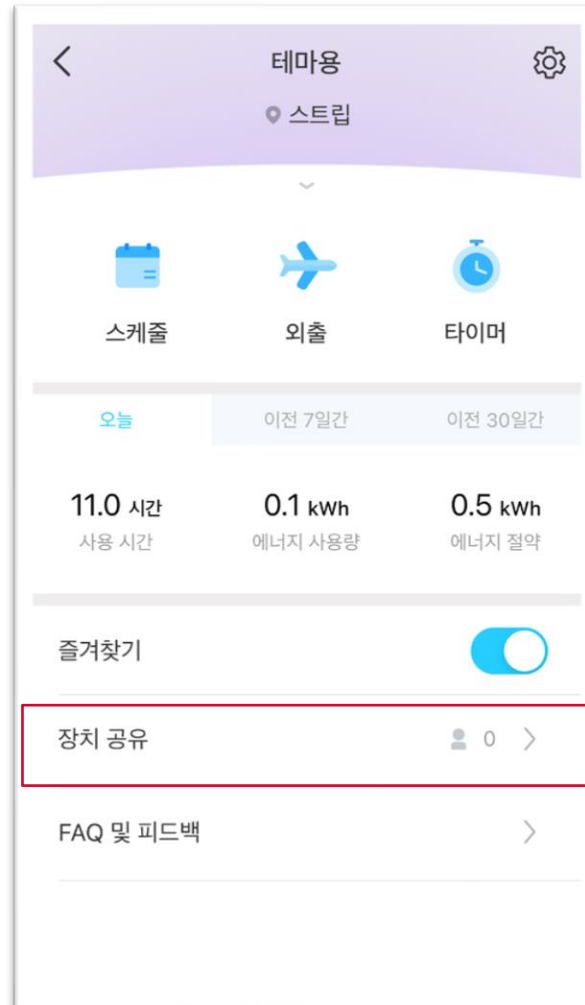 테마용
스트립
스케줄 외출 타이머
오늘 이전 7일간 이전 30일간
11.0 시간 0.1 kWh 0.5 kWh
사용 시간 에너지 사용량 에너지 절약
즐겨찾기
장치 공유 0
FAQ 및 피드백